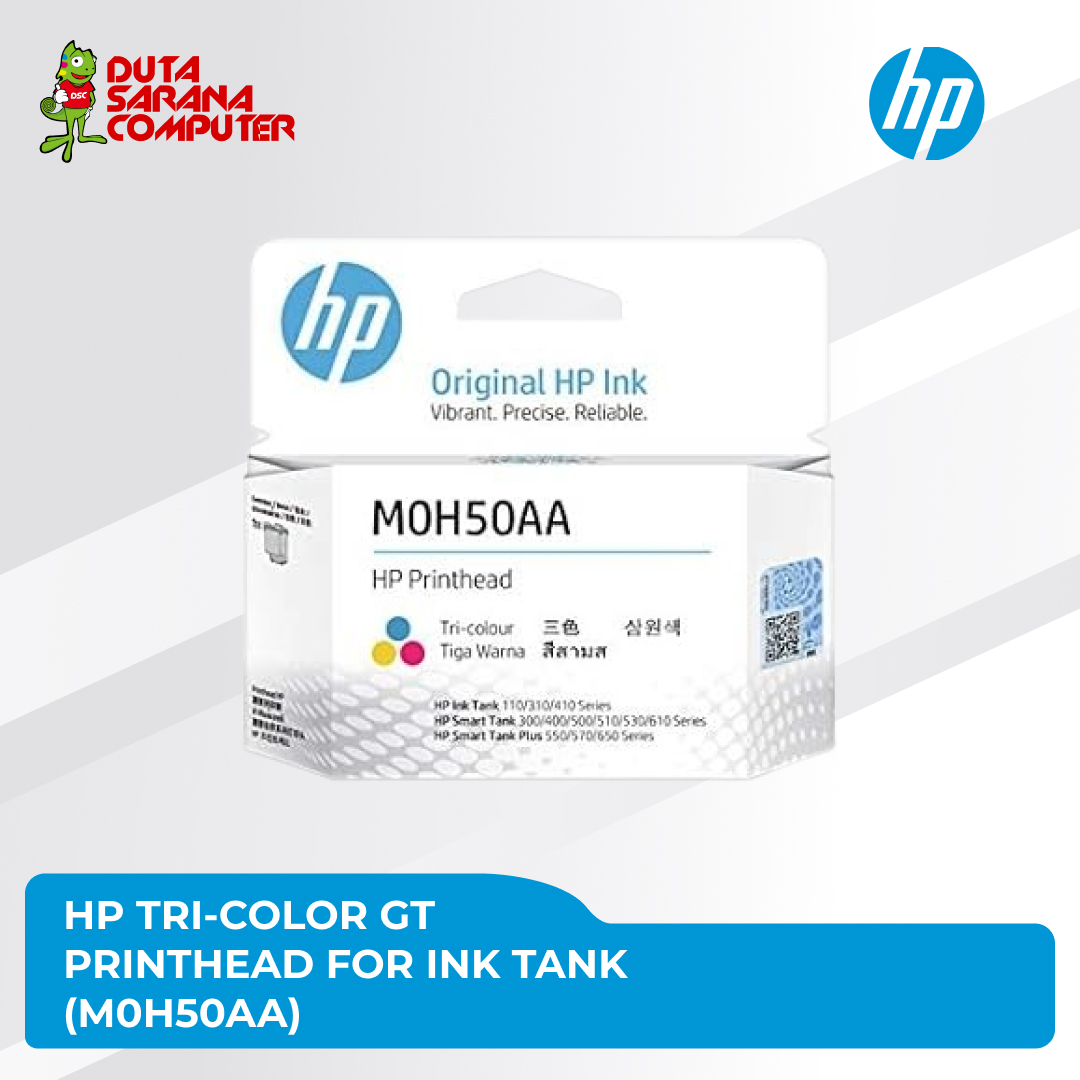 DUTA
SARANA
COMPUTER
DSC
hp
hp
Original HP Ink
Vibrant. Precise. Reliable.
M0H50AA
HP Printhead
Tri-colour 三色 삼원색
Tiga Warna สีสามส
HP Ink Tank 110/310/410 Series
HP Smart Tank 300/400/500/510/530/610 Series
HP Smart Tank Plus 550/570/650 Series
HP TRI-COLOR GT
PRINTHEAD FOR INK TANK
(M0H50AA)